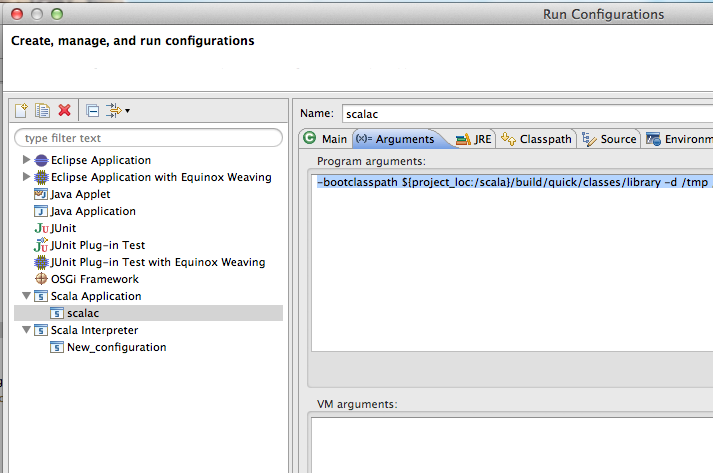 Run Configurations
Create, manage, and run configurations
type filter text
Eclipse Application
Eclipse Application with Equinox Weaving
Java Applet
Java Application
JUnit
JUnit Plug-in Test
JUnit Plug-in Test with Equinox Weaving
OSGi Framework
Scala Application
scalac
Scala Interpreter
New_configuration
Name: scalac
Main (x)= Arguments JRE Classpath Source Environm
Program arguments:
-bootclasspath ${project_loc:/scala}/build/quick/classes/library -d /tmp
VM arguments: